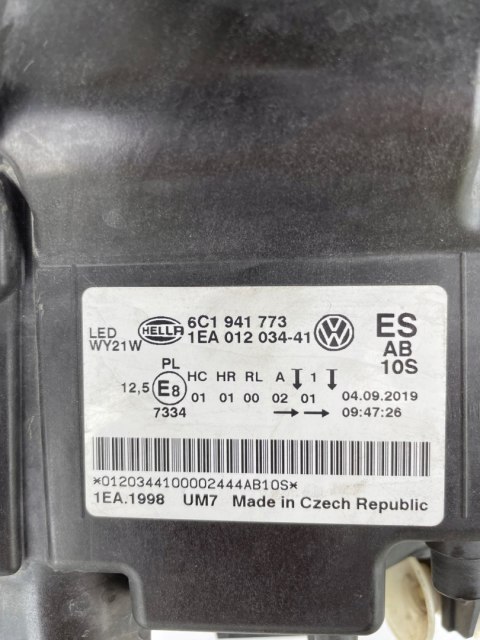 LED
WY21W
HELLA
6C1 941 773
1EA 012 034-41
ES
AB
10S
12,5
PL
E8
7334
HC HR RL A 1
01 01 00 02 01
04.09.2019
09:47:26
*0120344100002444AB10S*
1EA.1998 UM7 Made in Czech Republic